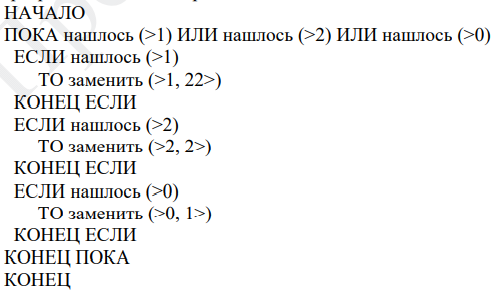 НАЧАЛО
ПОКА нашлось (>1) ИЛИ нашлось (>2) ИЛИ нашлось (>0)
ЕСЛИ нашлось (>1)
ТО заменить (>1, 22>)
КОНЕЦ ЕСЛИ
ЕСЛИ нашлось (>2)
ТО заменить (>2, 2>)
КОНЕЦ ЕСЛИ
ЕСЛИ нашлось (>0)
ТО заменить (>0, 1>)
КОНЕЦ ЕСЛИ
КОНЕЦ ПОКА
КОНЕЦ